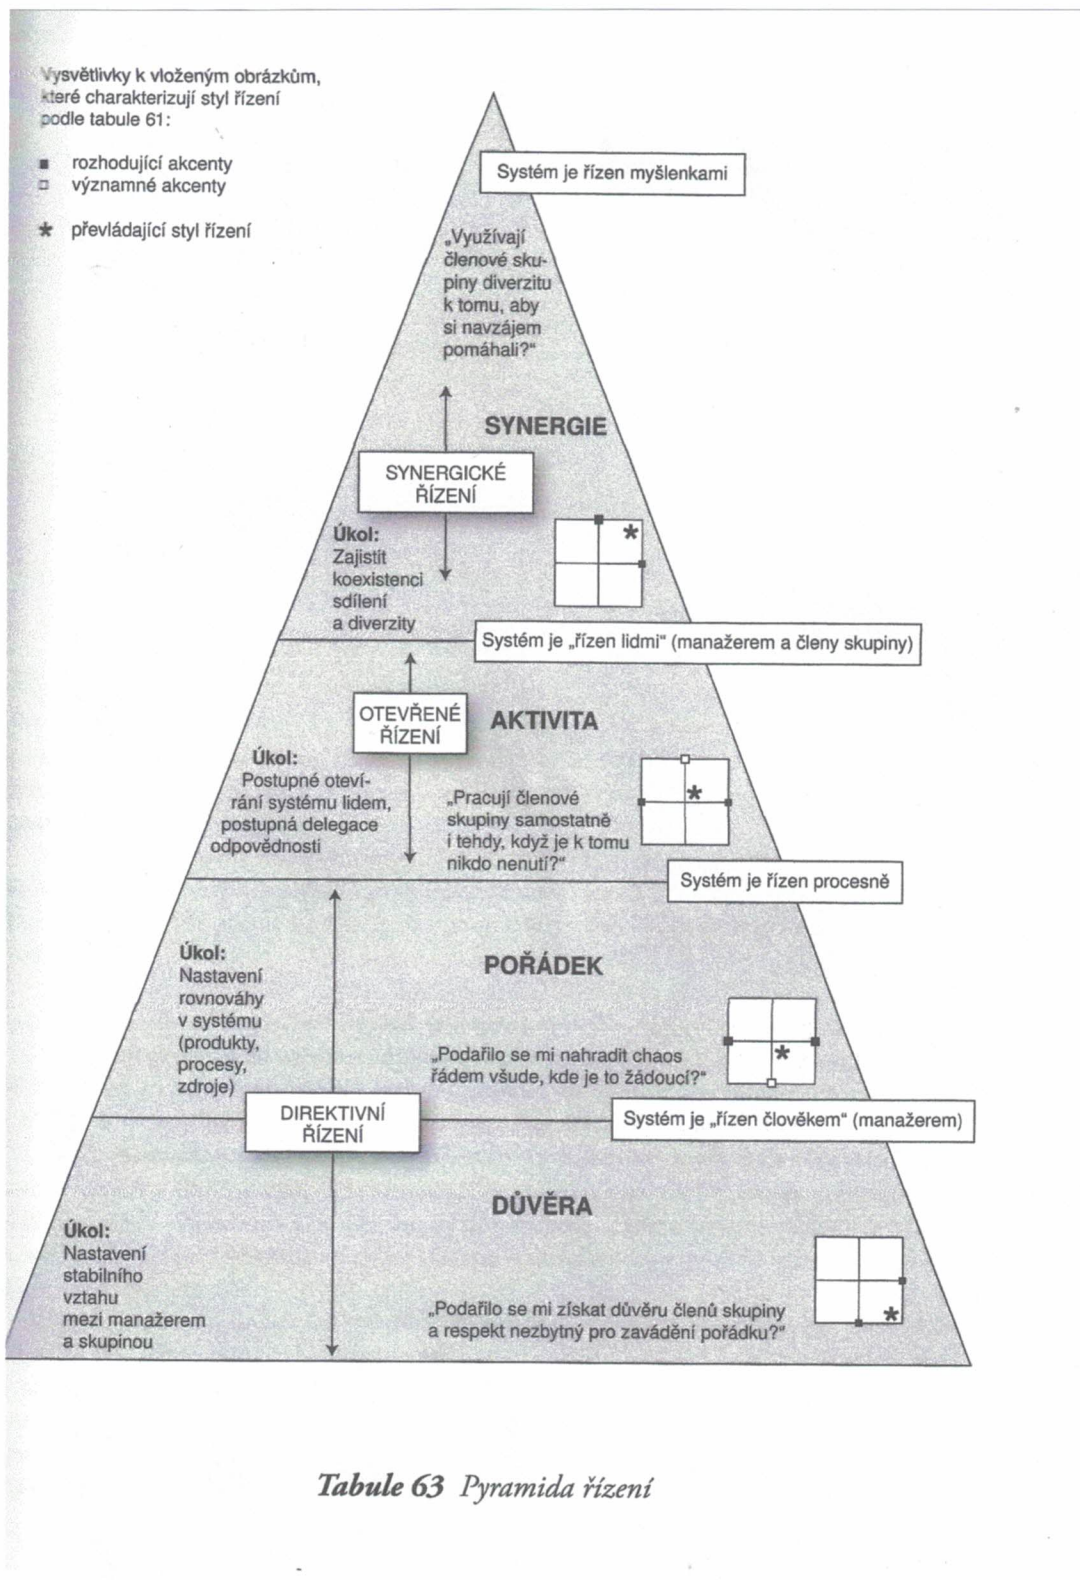 Vysvětlivky k vloženým obrázkům,
které charakterizují styl řízení
podle tabule 61:
rozhodující akcenty
významné akcenty
* převládající styl řízení
Systém je řízen myšlenkami
„Využívají
členové sku-
piny diverzitu
k tomu, aby
si navzájem
pomáhali?“
SYNERGIE
SYNERGICKÉ
ŘÍZENÍ
Úkol:
Zajistit
koexistenci
sdílení
a diverzity
*
Systém je „řízen lidmi“ (manažerem a členy skupiny)
OTEVŘENÉ
ŘÍZENÍ
AKTIVITA
Úkol:
Postupné oteví-
rání systému lidem,
postupná delegace
odpovědnosti
„Pracují členové
skupiny samostatně
i tehdy, když je k tomu
nikdo nenutí?“
*
Systém je řízen procesně
Úkol:
Nastavení
rovnováhy
v systému
(produkty,
procesy,
zdroje)
POŘÁDEK
„Podařilo se mi nahradit chaos
řádem všude, kde je to žádoucí?“
*
DIREKTIVNÍ
ŘÍZENÍ
Systém je „řízen člověkem“ (manažerem)
DŮVĚRA
Úkol:
Nastavení
stabilního
vztahu
mezi manažerem
a skupinou
„Podařilo se mi získat důvěru členů skupiny
a respekt nezbytný pro zavádění pořádku?“
*
Tabule 63 Pyramida řízení